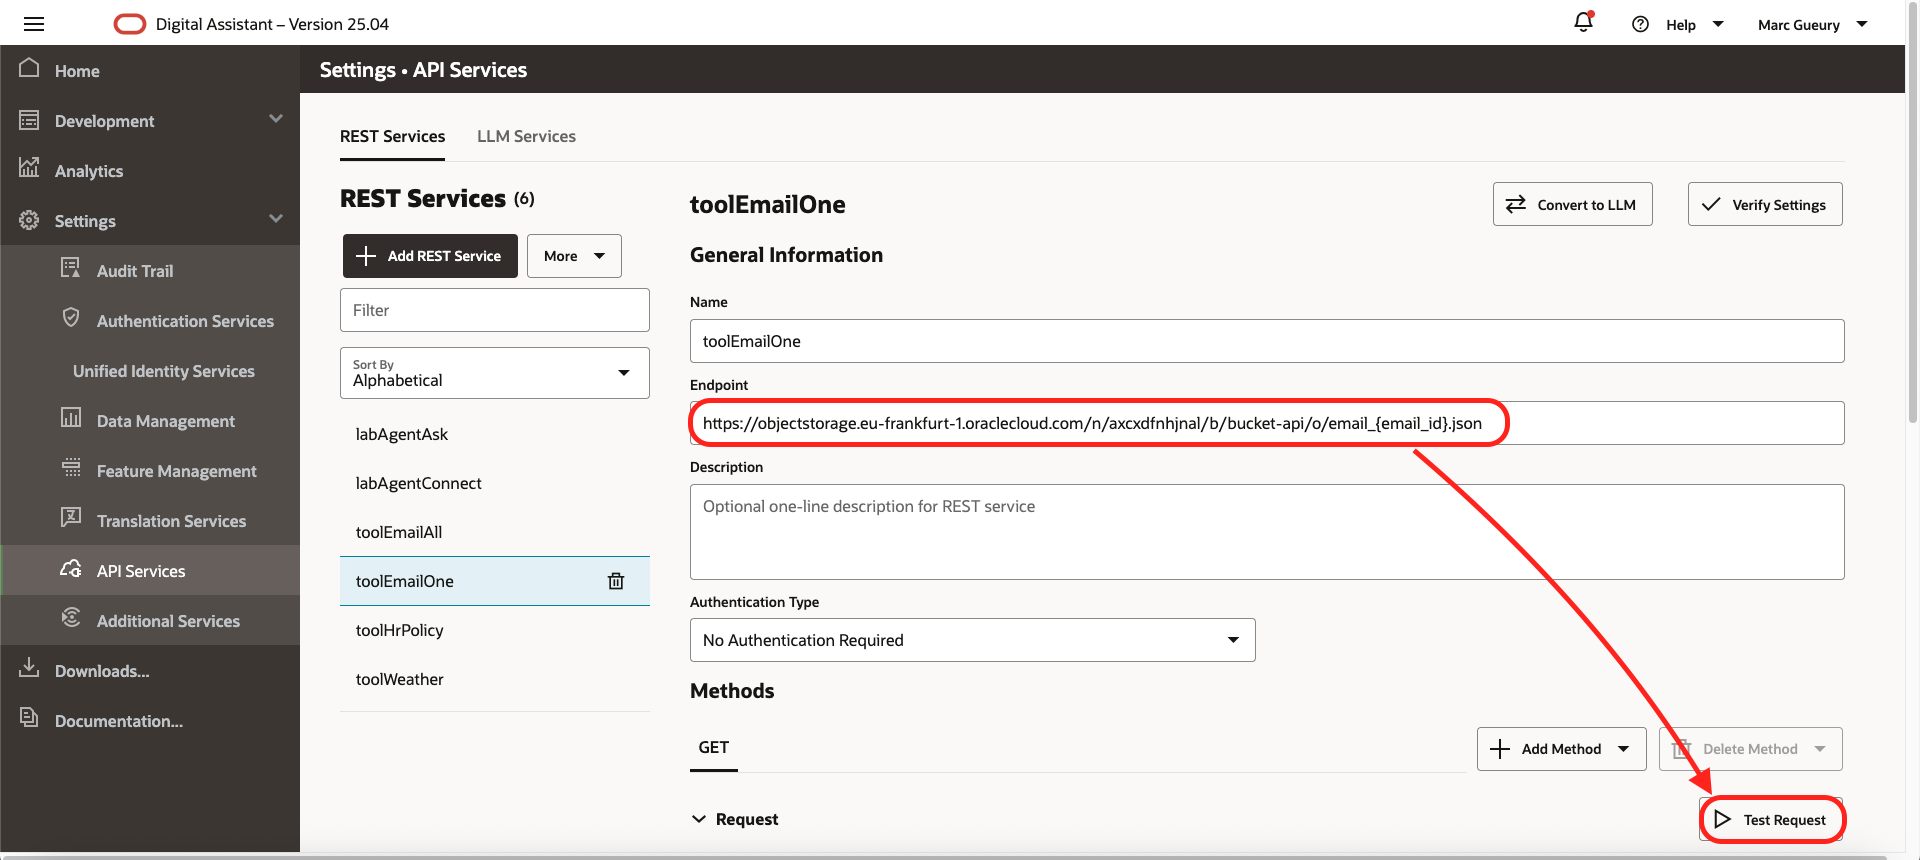 Digital Assistant – Version 25.04
Help
Marc Gueury
Home
Development
Analytics
Settings
Audit Trail
Authentication Services
Unified Identity Services
Data Management
Feature Management
Translation Services
API Services
Additional Services
Downloads...
Documentation...
Settings • API Services
REST Services
LLM Services
REST Services (6)
Add REST Service
More
Filter
Sort By
Alphabetical
labAgentAsk
labAgentConnect
toolEmailAll
toolEmailOne
toolHrPolicy
toolWeather
toolEmailOne
Convert to LLM
Verify Settings
General Information
Name
toolEmailOne
Endpoint
https://objectstorage.eu-frankfurt-1.oraclecloud.com/n/axcxdfnhjnal/b/bucket-api/o/email_{email_id}.json
Description
Optional one-line description for REST service
Authentication Type
No Authentication Required
Methods
GET
Add Method
Delete Method
Request
Test Request